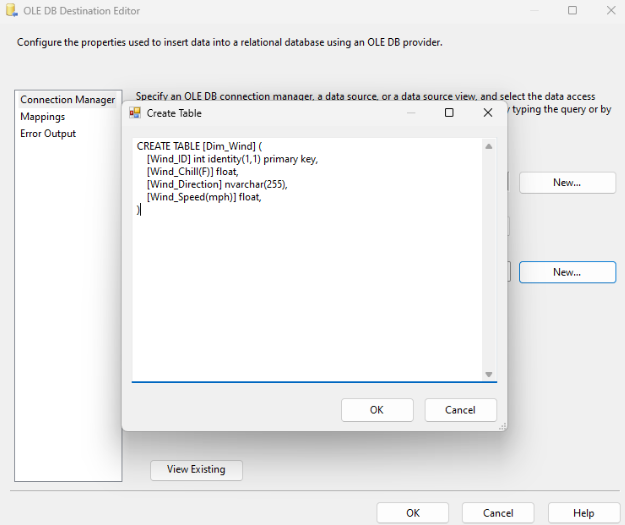 OLE DB Destination Editor
Configure the properties used to insert data into a relational database using an OLE DB provider.
Connection Manager
Mappings
Error Output
Specify an OLE DB connection manager, a data source, or a data source view, and select the data access
typing the query or by
Create Table
CREATE TABLE [Dim_Wind] (
[Wind_ID] int identity(1,1) primary key,
[Wind_Chill(F)] float,
[Wind_Direction] nvarchar(255),
[Wind_Speed(mph)] float,
)
New...
New...
OK
Cancel
View Existing
OK
Cancel
Help